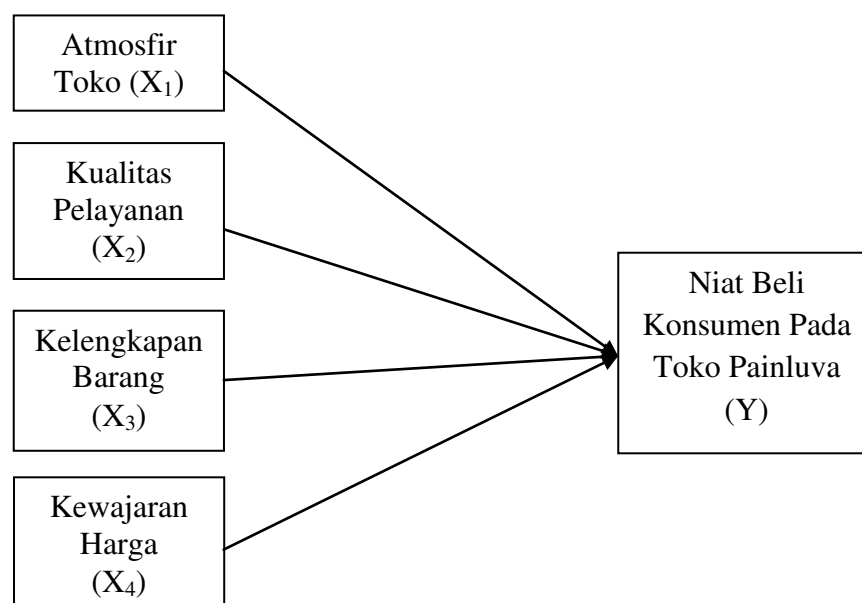 Atmosfir
Toko (X₁)
Kualitas
Pelayanan
(X₂)
Kelengkapan
Barang
(X₃)
Kewajaran
Harga
(X₄)
Niat Beli
Konsumen Pada
Toko Painluva
(Y)